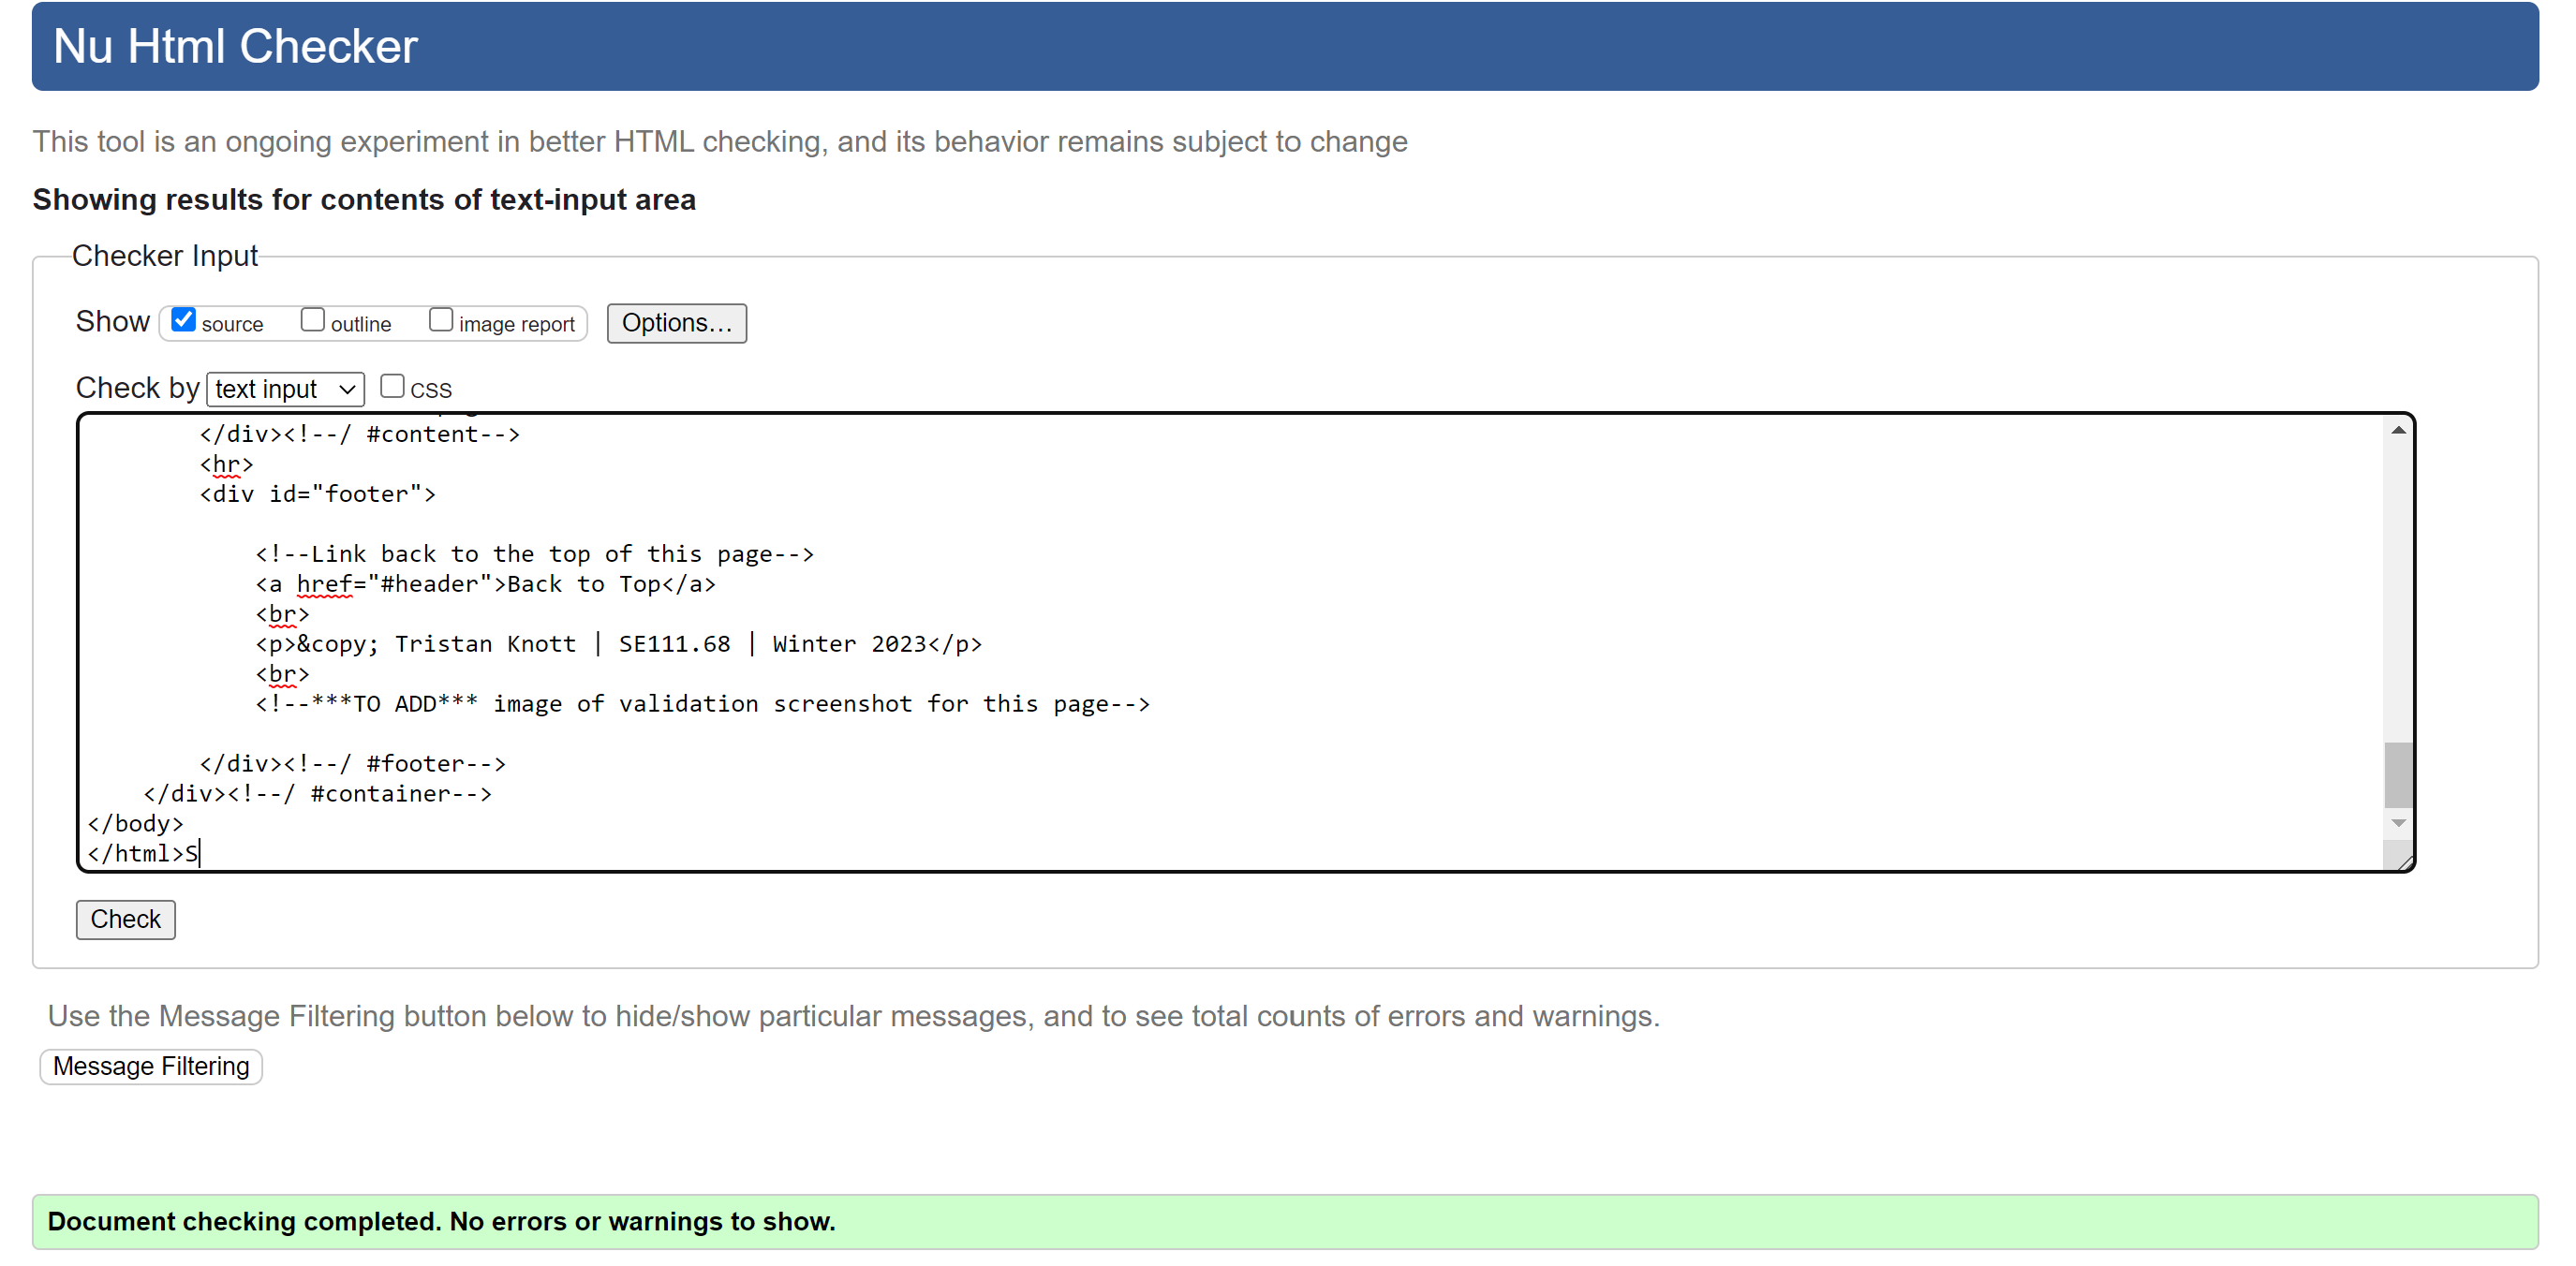 Nu Html Checker
This tool is an ongoing experiment in better HTML checking, and its behavior remains subject to change
Showing results for contents of text-input area
Checker Input
Show source outline image report Options...
Check by text input CSS
</div><!--/ #content-->
<hr>
<div id="footer">
<!--Link back to the top of this page-->
<a href="#header">Back to Top</a>
<br>
<p>&copy; Tristan Knott | SE111.68 | Winter 2023</p>
<br>
<!--***TO ADD*** image of validation screenshot for this page-->
</div><!--/ #footer-->
</div><!--/ #container-->
</body>
</html>S
Check
Use the Message Filtering button below to hide/show particular messages, and to see total counts of errors and warnings.
Message Filtering
Document checking completed. No errors or warnings to show.